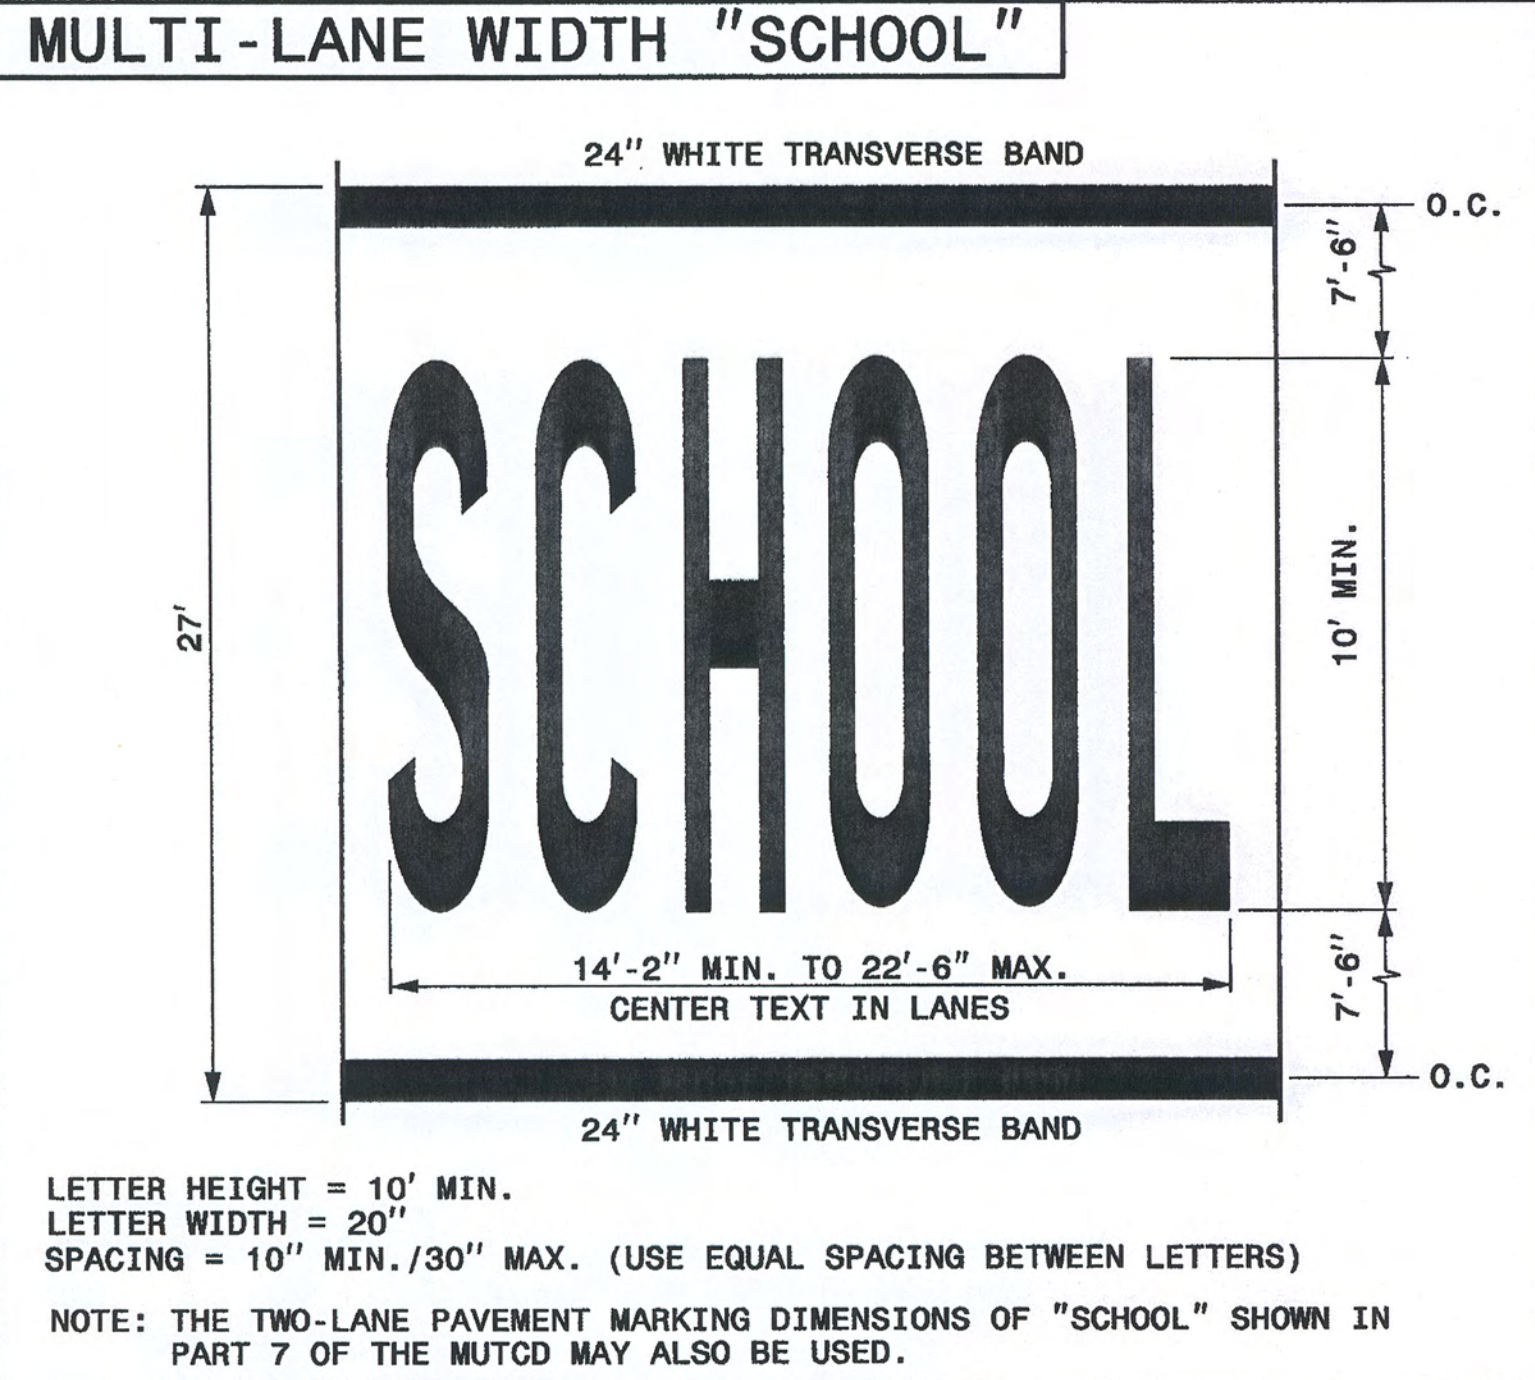 MULTI-LANE WIDTH "SCHOOL"
24" WHITE TRANSVERSE BAND
O.C.
7'-6"
SCHOOL
27'
10' MIN.
14'-2" MIN. TO 22'-6" MAX.
CENTER TEXT IN LANES
7'-6"
O.C.
24" WHITE TRANSVERSE BAND
LETTER HEIGHT = 10' MIN.
LETTER WIDTH = 20"
SPACING = 10" MIN./30" MAX. (USE EQUAL SPACING BETWEEN LETTERS)
NOTE: THE TWO-LANE PAVEMENT MARKING DIMENSIONS OF "SCHOOL" SHOWN IN
PART 7 OF THE MUTCD MAY ALSO BE USED.